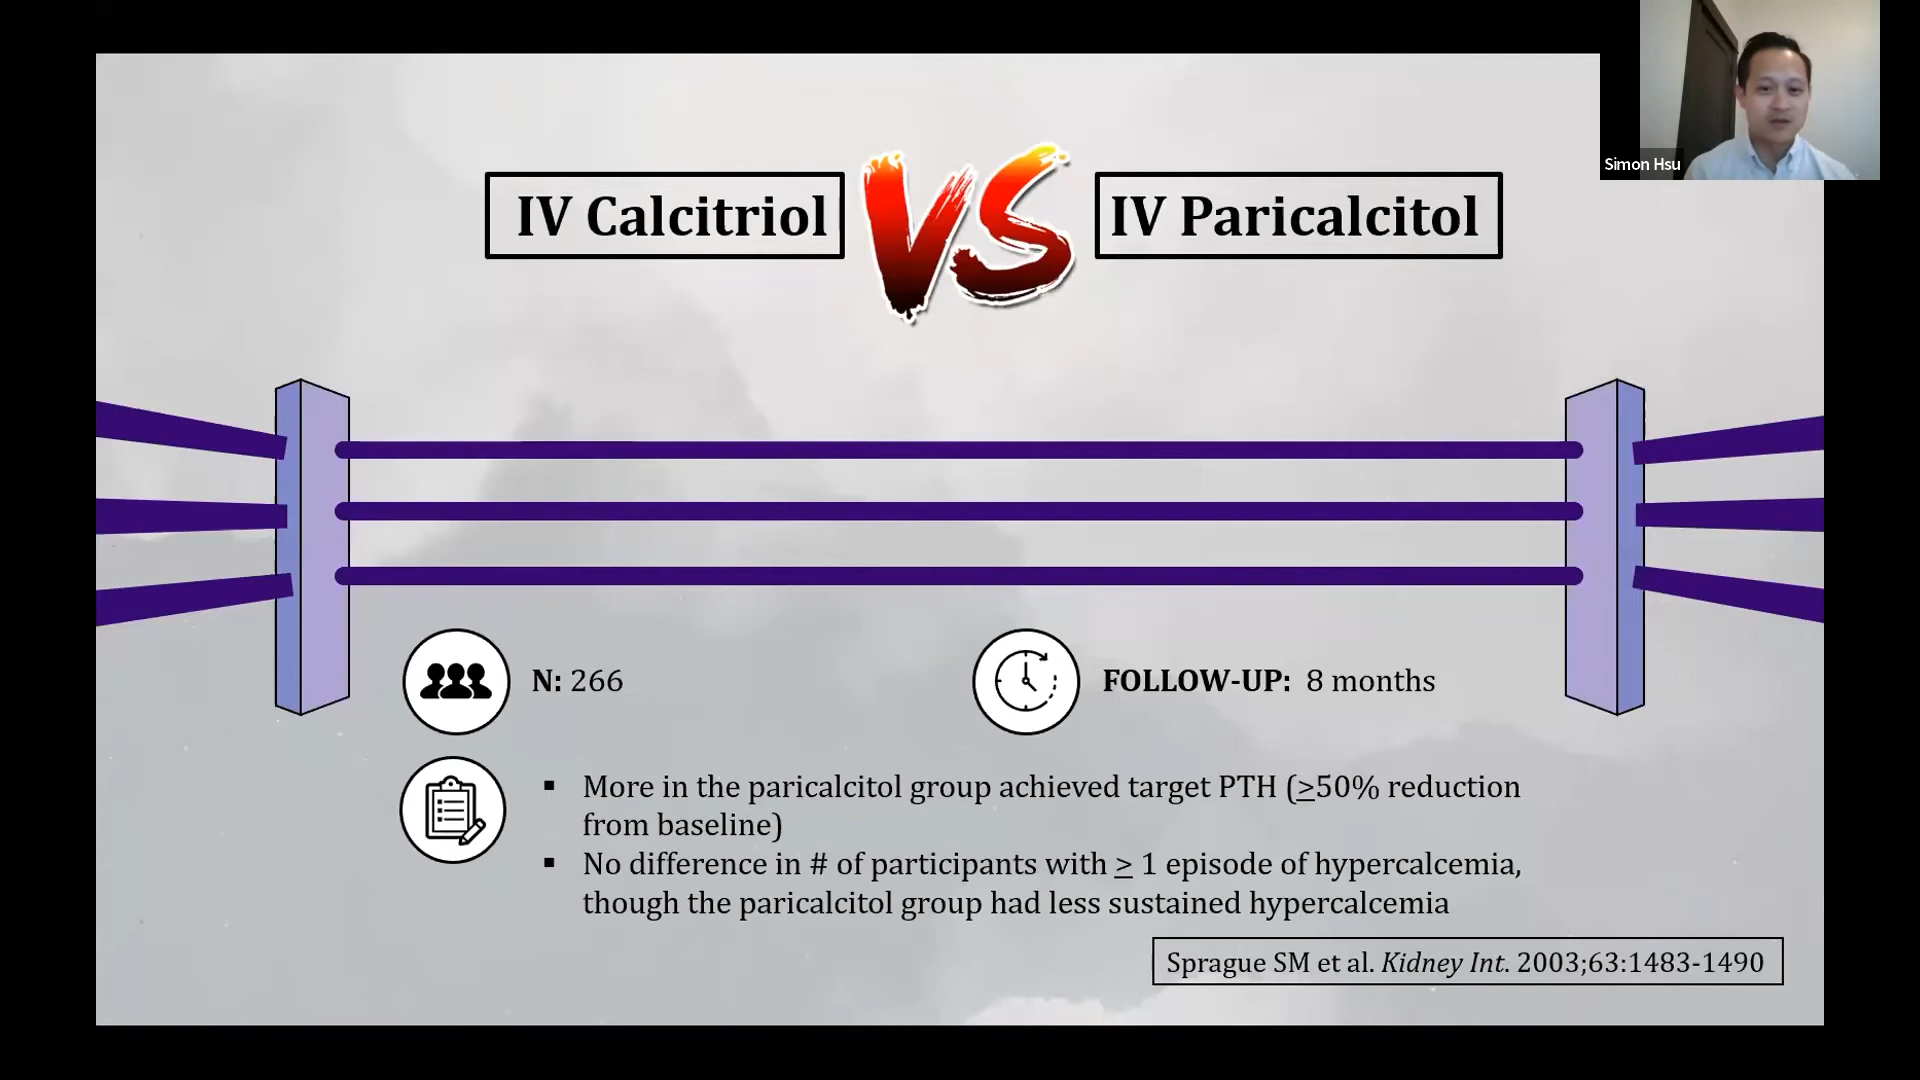 Simon Hsu
IV Calcitriol
VS
IV Paricalcitol
N: 266
FOLLOW-UP: 8 months
▪ More in the paricalcitol group achieved target PTH (≥50% reduction
from baseline)
▪ No difference in # of participants with ≥ 1 episode of hypercalcemia,
though the paricalcitol group had less sustained hypercalcemia
Sprague SM et al. Kidney Int. 2003;63:1483-1490